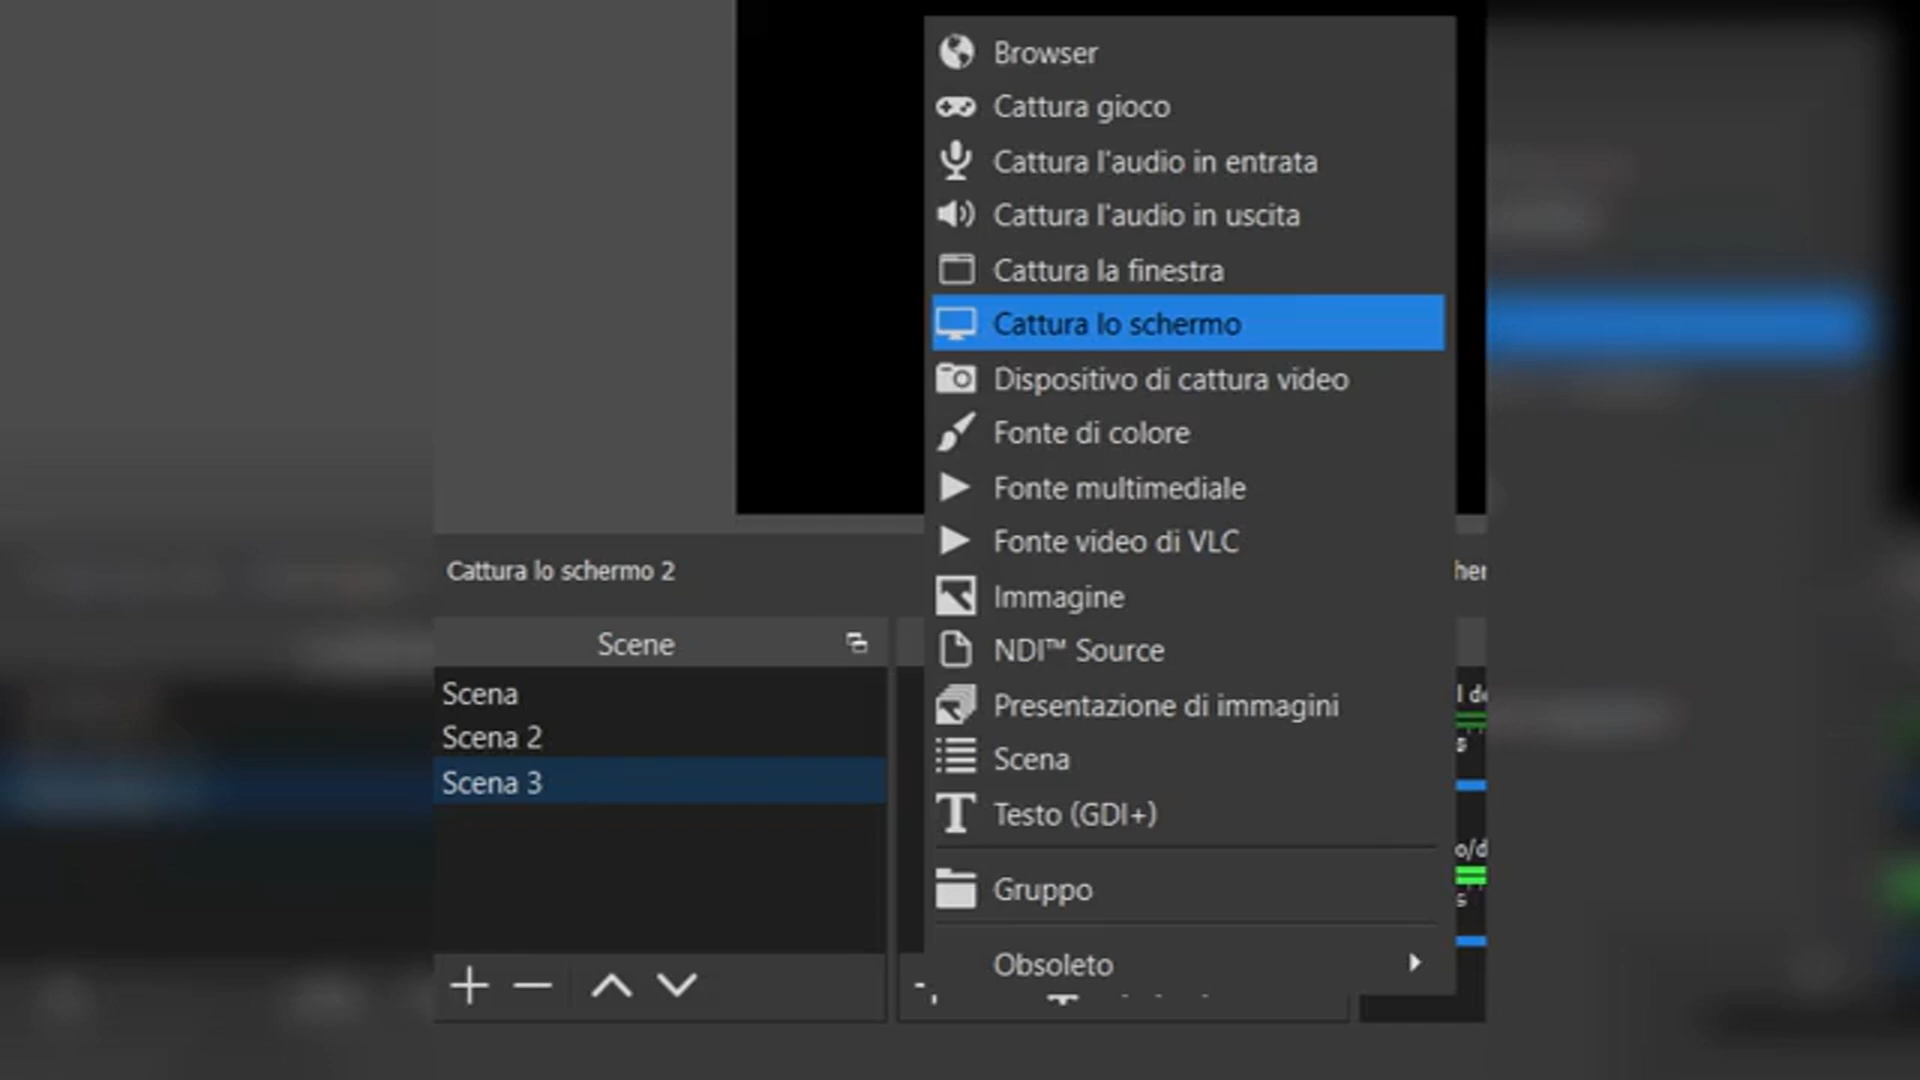 Browser
Cattura gioco
Cattura l'audio in entrata
Cattura l'audio in uscita
Cattura la finestra
Cattura lo schermo
Dispositivo di cattura video
Fonte di colore
Fonte multimediale
Fonte video di VLC
Immagine
NDI™ Source
Presentazione di immagini
Scena
Testo (GDI+)
Gruppo
Obsoleto
Cattura lo schermo 2
Scene
Scena
Scena 2
Scena 3